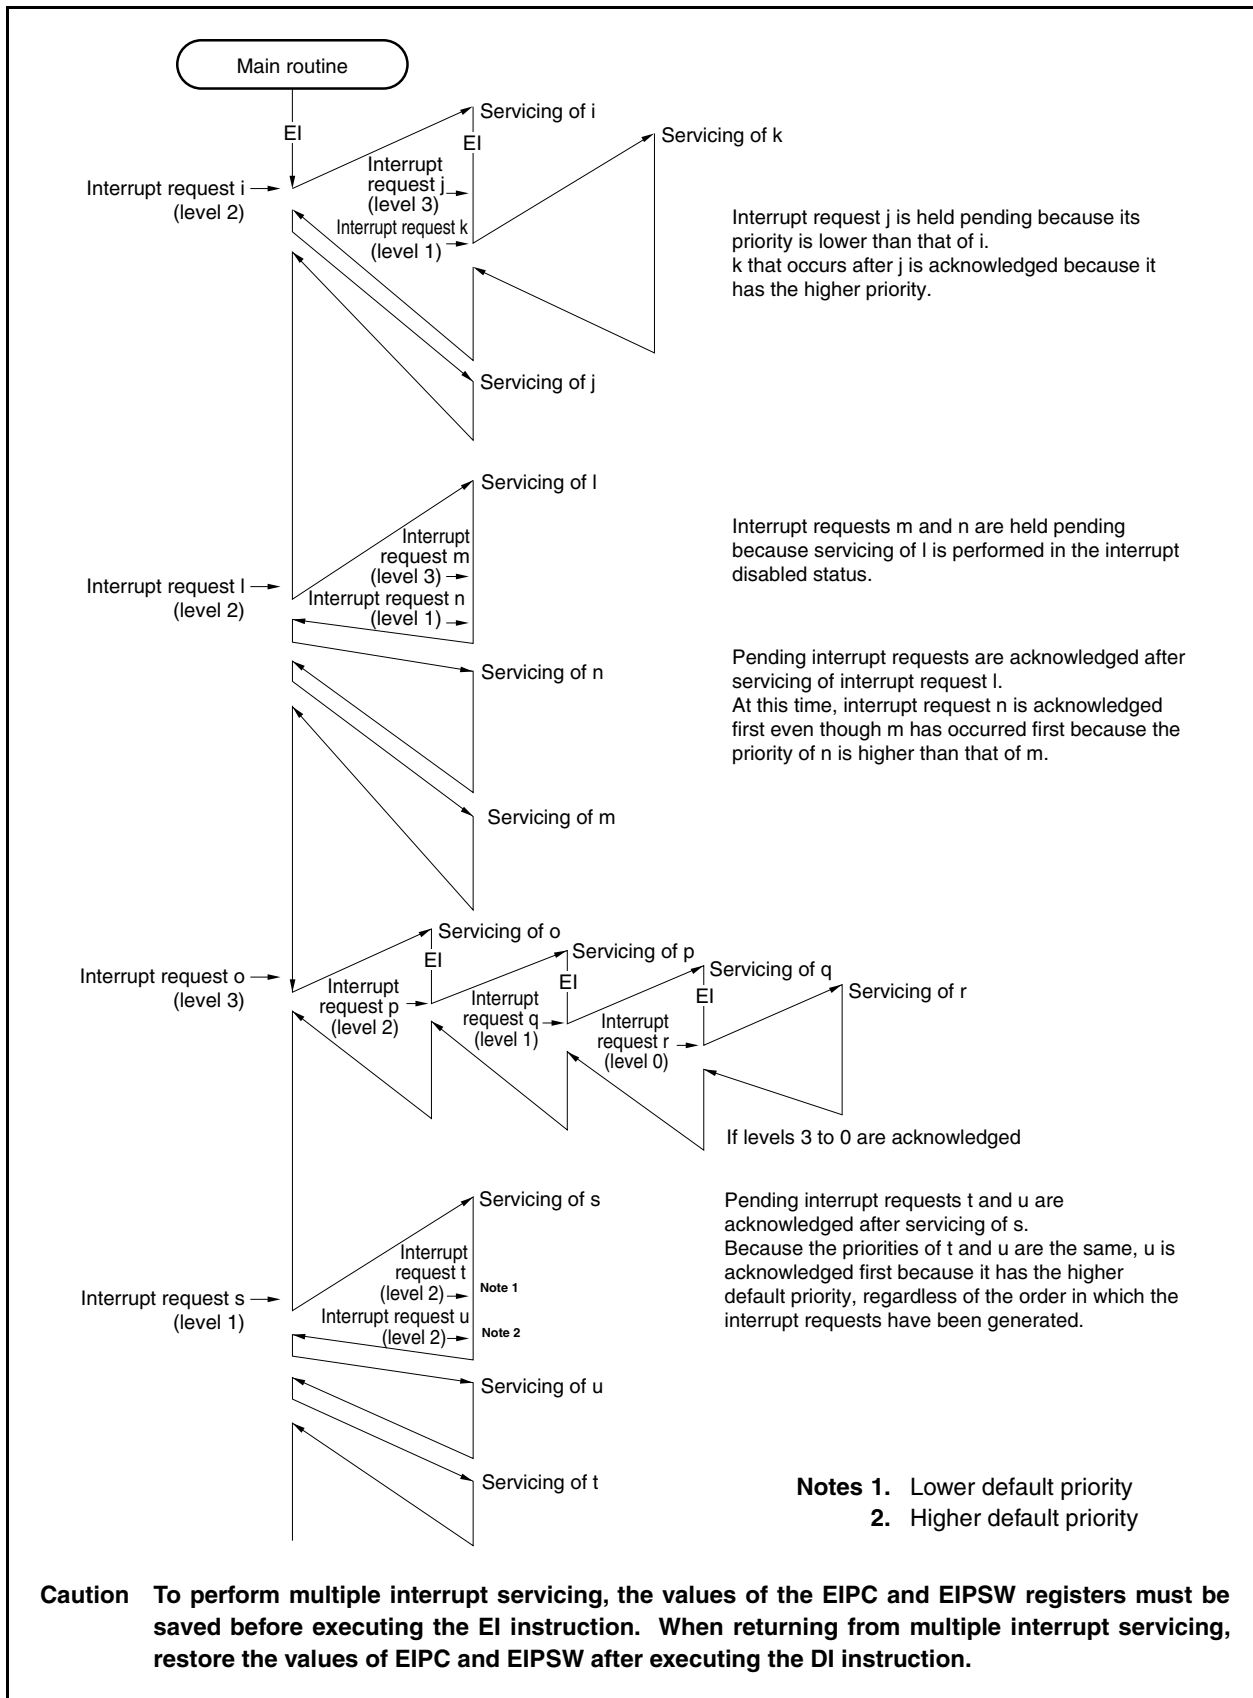 Main routine
EI
Interrupt request i
(level 2)
Servicing of i
EI
Interrupt
request j
(level 3)
Interrupt request k
(level 1)
Servicing of k
Interrupt request j is held pending because its
priority is lower than that of i.
k that occurs after j is acknowledged because it
has the higher priority.
Servicing of j
Interrupt request l
(level 2)
Servicing of l
Interrupt
request m
(level 3)
Interrupt request n
(level 1)
Interrupt requests m and n are held pending
because servicing of l is performed in the interrupt
disabled status.
Servicing of n
Pending interrupt requests are acknowledged after
servicing of interrupt request l.
At this time, interrupt request n is acknowledged
first even though m has occurred first because the
priority of n is higher than that of m.
Servicing of m
Interrupt request o
(level 3)
Servicing of o
EI
Interrupt
request p
(level 2)
Servicing of p
EI
Interrupt
request q
(level 1)
Servicing of q
EI
Interrupt
request r
(level 0)
Servicing of r
If levels 3 to 0 are acknowledged
Interrupt request s
(level 1)
Servicing of s
Interrupt
request t
(level 2)
Note 1
Interrupt request u
(level 2)
Note 2
Pending interrupt requests t and u are
acknowledged after servicing of s.
Because the priorities of t and u are the same, u is
acknowledged first because it has the higher
default priority, regardless of the order in which the
interrupt requests have been generated.
Servicing of u
Servicing of t
Notes 1. Lower default priority
2. Higher default priority
Caution To perform multiple interrupt servicing, the values of the EIPC and EIPSW registers must be
saved before executing the EI instruction. When returning from multiple interrupt servicing,
restore the values of EIPC and EIPSW after executing the DI instruction.